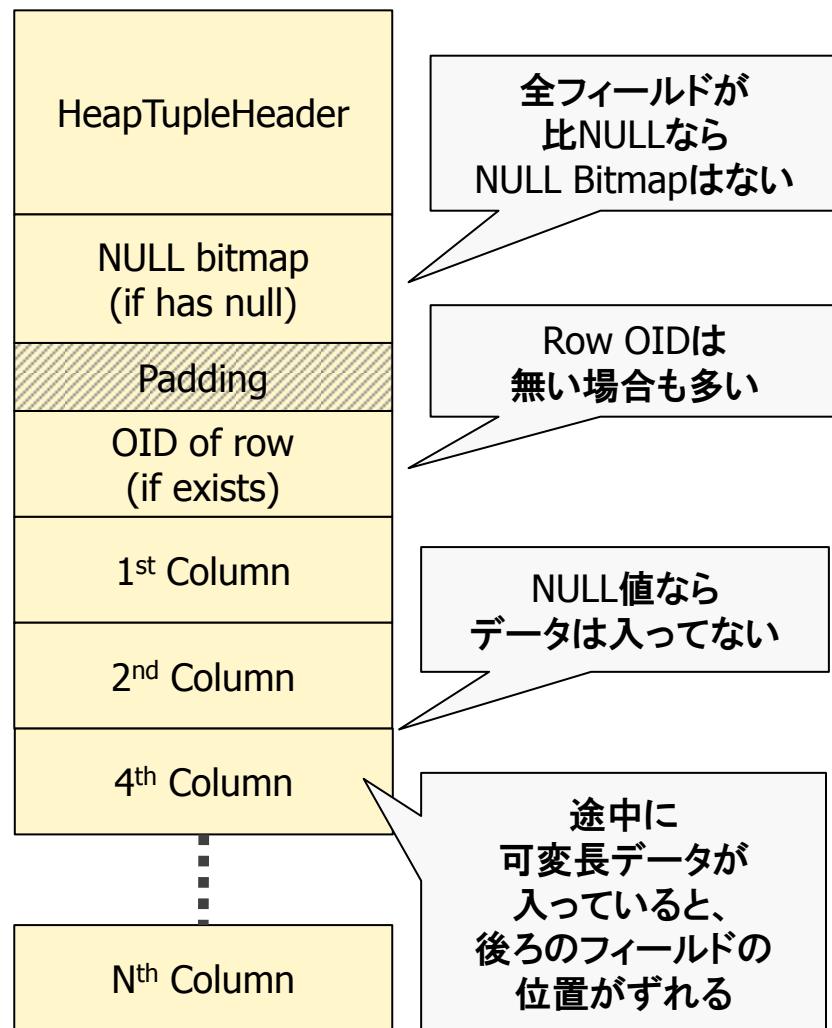 HeapTupleHeader
全フィールドが
比NULLなら
NULL Bitmapはない
NULL bitmap
(if has null)
Padding
Row OIDは
無い場合も多い
OID of row
(if exists)
1st Column
NULL値なら
データは入ってない
2nd Column
4th Column
途中に
可変長データが
入っていると、
後ろのフィールドの
位置がずれる
Nth Column